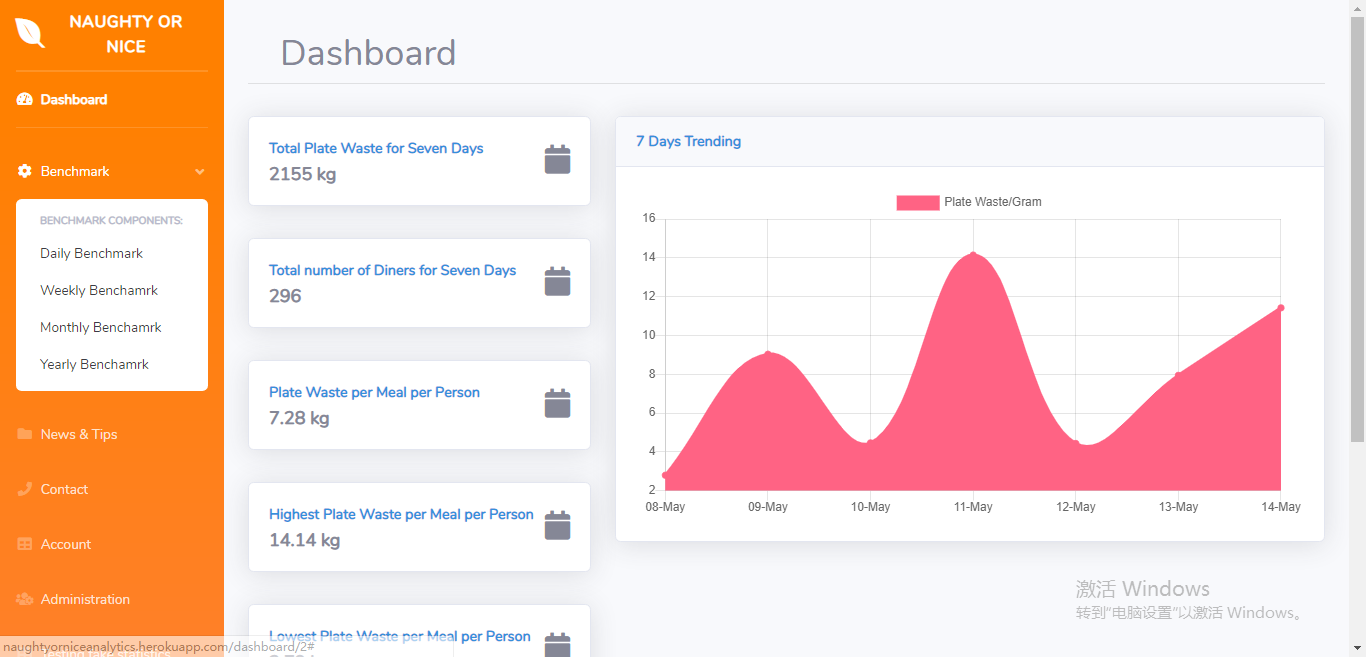 NAUGHTY OR
NICE
Dashboard
Benchmark
BENCHMARK COMPONENTS:
Daily Benchmark
Weekly Benchamrk
Monthly Benchamrk
Yearly Benchamrk
News & Tips
Contact
Account
Administration
naughtyorniceanalytics.herokuapp.com/dashboard/2#
Dashboard
Total Plate Waste for Seven Days
2155 kg
Total number of Diners for Seven Days
296
Plate Waste per Meal per Person
7.28 kg
Highest Plate Waste per Meal per Person
14.14 kg
Lowest Plate Waste per Meal per Person
7 Days Trending
Plate Waste/Gram
16
14
12
10
8
6
4
2
08-May 09-May 10-May 11-May 12-May 13-May 14-May
激活 Windows
转到"电脑设置"以激活 Windows。